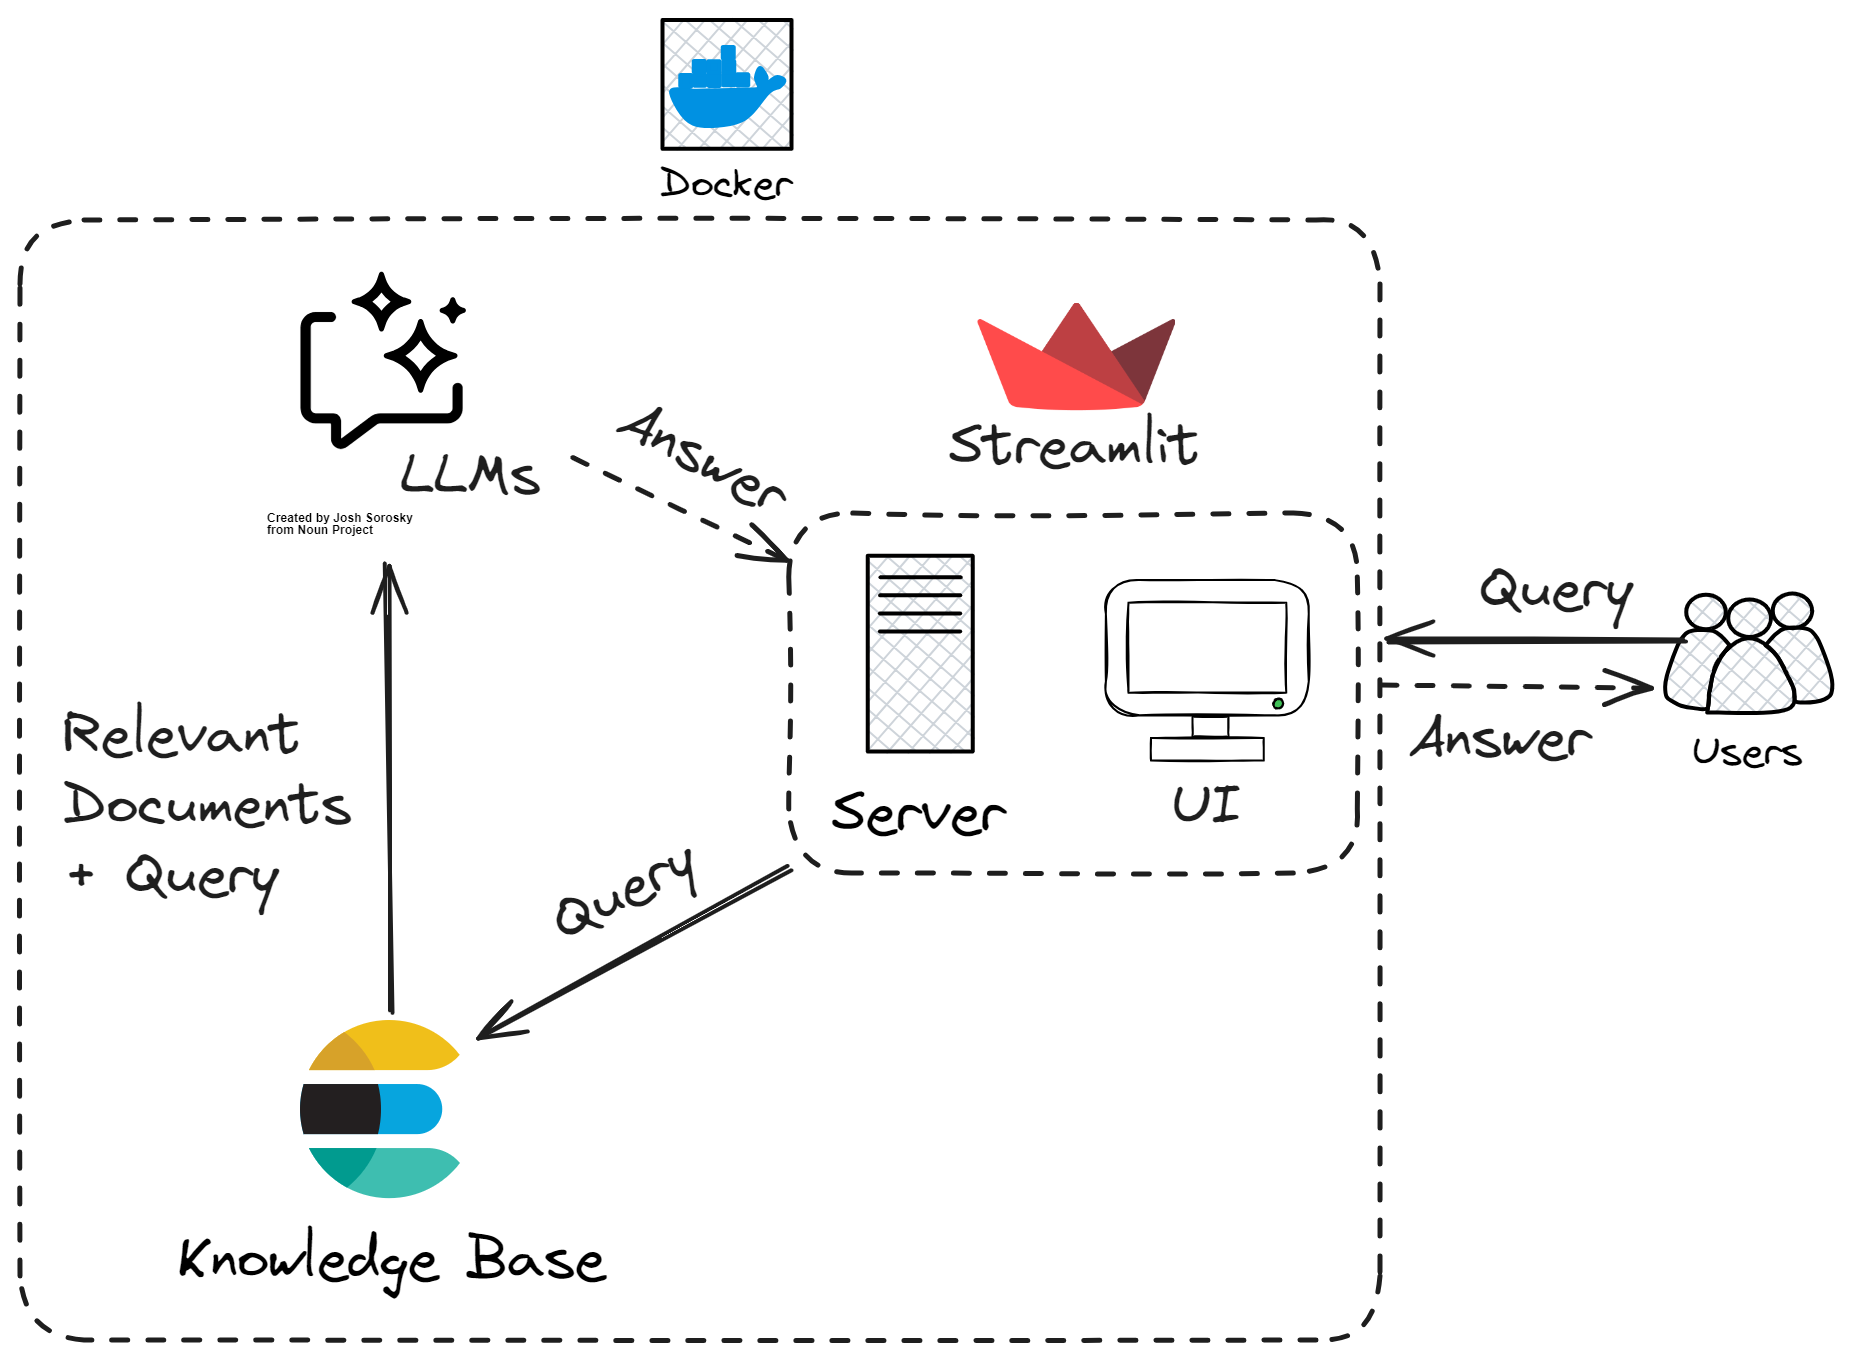 Docker
LLMs
Created by Josh Sorosky
from Noun Project
Answer
Streamlit
Server
UI
Query
Answer
Users
Relevant
Documents
+ Query
Query
Knowledge Base